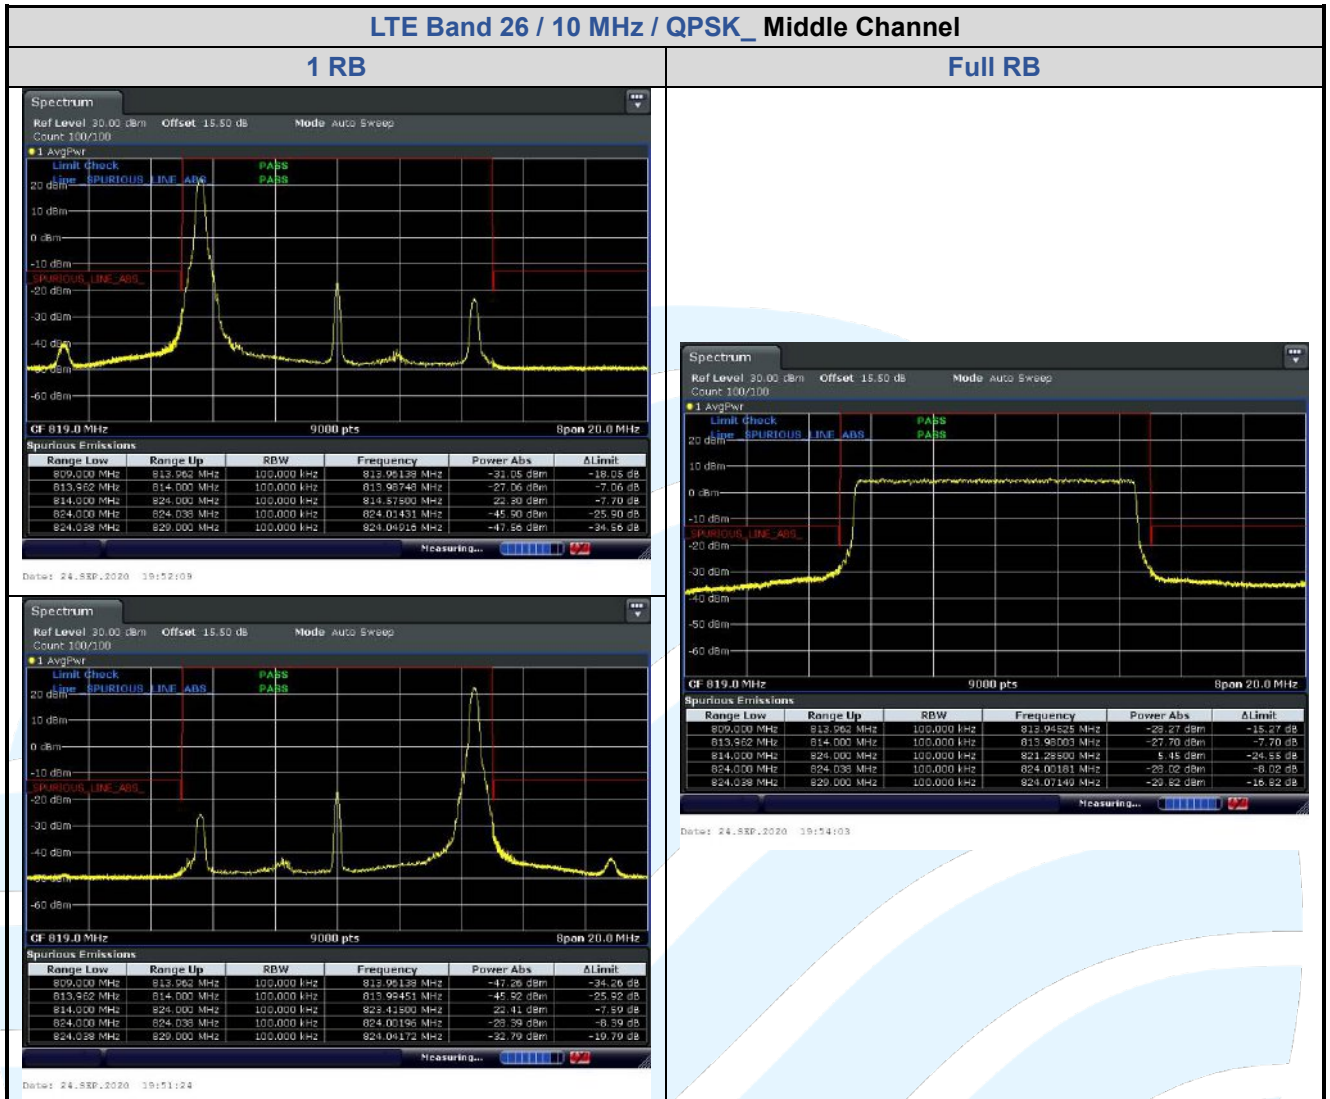 LTE Band 26 / 10 MHz / QPSK_ Middle Channel
1 RB
Full RB
Spectrum
Ref Level 30.00 dBm Offset 15.50 dB Mode Auto Sweep
Count 100/100
1 AvgPwr
Limit Check PASS
Line _SPURIOUS_LINE_ABS_ PASS
20 dBm
10 dBm
0 dBm
-10 dBm
_SPURIOUS_LINE_ABS_
-20 dBm
-30 dBm
-40 dBm
-50 dBm
-60 dBm
CF 819.0 MHz 9000 pts Span 20.0 MHz
Spurious Emissions
Range Low Range Up RBW Frequency Power Abs ΔLimit
809.000 MHz 813.962 MHz 100.000 kHz 813.96138 MHz -31.05 dBm -18.05 dB
813.962 MHz 814.000 MHz 100.000 kHz 813.98748 MHz -27.06 dBm -7.06 dB
814.000 MHz 824.000 MHz 100.000 kHz 814.57500 MHz 22.30 dBm -7.70 dB
824.000 MHz 824.038 MHz 100.000 kHz 824.01431 MHz -45.90 dBm -25.90 dB
824.038 MHz 829.000 MHz 100.000 kHz 824.04916 MHz -47.56 dBm -34.56 dB
Measuring...
Date: 24.SEP.2020 19:52:09
Spectrum
Ref Level 30.00 dBm Offset 15.50 dB Mode Auto Sweep
Count 100/100
1 AvgPwr
Limit Check PASS
Line _SPURIOUS_LINE_ABS_ PASS
20 dBm
10 dBm
0 dBm
-10 dBm
_SPURIOUS_LINE_ABS_
-20 dBm
-30 dBm
-40 dBm
-50 dBm
-60 dBm
CF 819.0 MHz 9000 pts Span 20.0 MHz
Spurious Emissions
Range Low Range Up RBW Frequency Power Abs ΔLimit
809.000 MHz 813.962 MHz 100.000 kHz 813.96138 MHz -47.26 dBm -34.26 dB
813.962 MHz 814.000 MHz 100.000 kHz 813.99451 MHz -45.92 dBm -25.92 dB
814.000 MHz 824.000 MHz 100.000 kHz 823.41500 MHz 22.41 dBm -7.59 dB
824.000 MHz 824.038 MHz 100.000 kHz 824.00196 MHz -28.39 dBm -8.39 dB
824.038 MHz 829.000 MHz 100.000 kHz 824.04172 MHz -32.79 dBm -19.79 dB
Measuring...
Date: 24.SEP.2020 19:51:24
Spectrum
Ref Level 30.00 dBm Offset 15.50 dB Mode Auto Sweep
Count 100/100
1 AvgPwr
Limit Check PASS
Line _SPURIOUS_LINE_ABS_ PASS
20 dBm
10 dBm
0 dBm
-10 dBm
_SPURIOUS_LINE_ABS_
-20 dBm
-30 dBm
-40 dBm
-50 dBm
-60 dBm
CF 819.0 MHz 9000 pts Span 20.0 MHz
Spurious Emissions
Range Low Range Up RBW Frequency Power Abs ΔLimit
809.000 MHz 813.962 MHz 100.000 kHz 813.94525 MHz -28.27 dBm -15.27 dB
813.962 MHz 814.000 MHz 100.000 kHz 813.98003 MHz -27.70 dBm -7.70 dB
814.000 MHz 824.000 MHz 100.000 kHz 821.28500 MHz 5.45 dBm -24.55 dB
824.000 MHz 824.038 MHz 100.000 kHz 824.00181 MHz -28.02 dBm -8.02 dB
824.038 MHz 829.000 MHz 100.000 kHz 824.07149 MHz -29.82 dBm -16.82 dB
Measuring...
Date: 24.SEP.2020 19:54:03